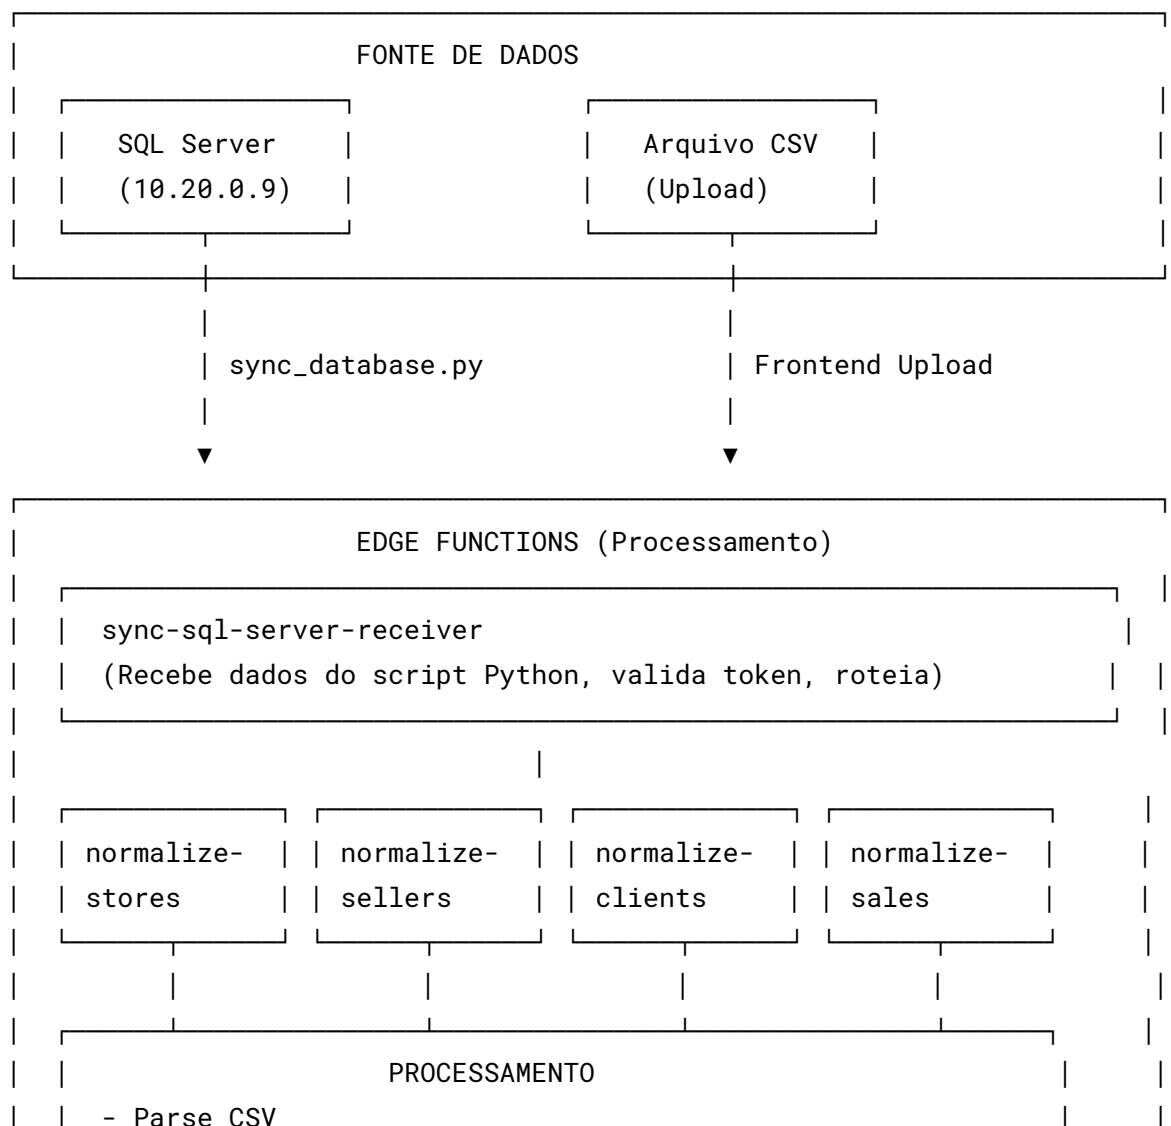 FONTE DE DADOS
SQL Server Arquivo CSV
(10.20.0.9) (Upload)
sync_database.py Frontend Upload
EDGE FUNCTIONS (Processamento)
sync-sql-server-receiver
(Recebe dados do script Python, valida token, roteia)
normalize- normalize- normalize- normalize-
stores sellers clients sales
PROCESSAMENTO
- Parse CSV